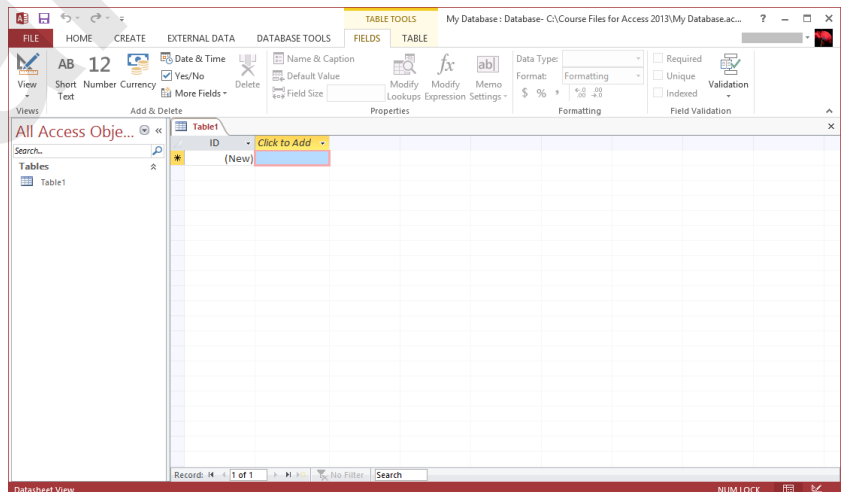 TABLE TOOLS
My Database : Database- C:\Course Files for Access 2013\My Database.ac...
?
FILE HOME CREATE EXTERNAL DATA DATABASE TOOLS FIELDS TABLE
View
Views
AB Short Text
12 Number
Currency
Date & Time
Yes/No
More Fields
Delete
Add & Delete
Name & Caption
Default Value
Field Size
Modify Lookups
fx Modify Expression
ab Memo Settings
Properties
Data Type:
Format: Formatting
$ % , .00 .00
Formatting
Required
Unique
Indexed
Validation
Field Validation
All Access Obje...
Search...
Tables
Table1
Table1
ID Click to Add
(New)
Record: 1 of 1 No Filter Search
Datasheet View NUM LOCK